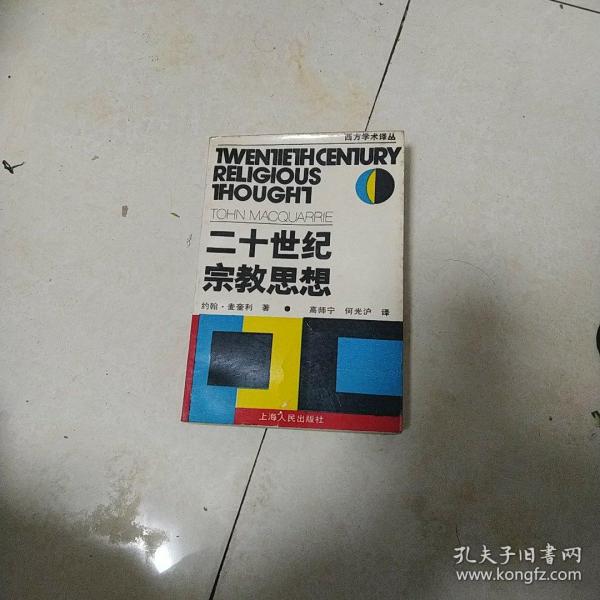 西方学术译丛
TWENTIETH CENTURY
RELIGIOUS
THOUGHT
TOHN MACQUARRIE
二十世纪
宗教思想
约翰·麦奎利 著 ● 高师宁 何光沪 译
上海人民出版社
孔夫子旧书网
www.kongfz.com